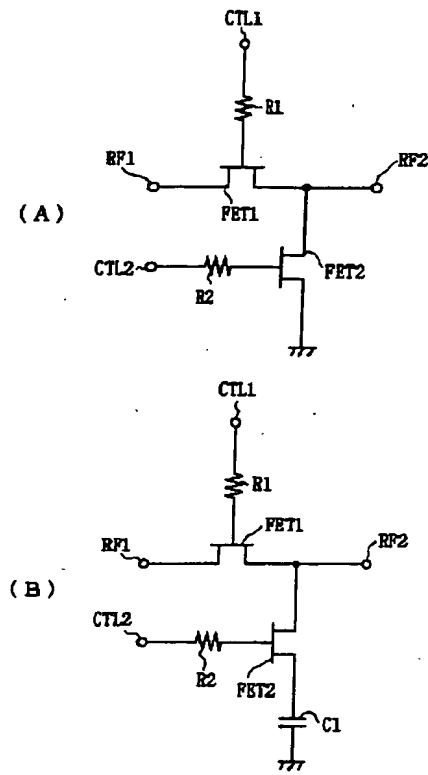 CTL1
R1
RF1
RF2
(A)
FET1
CTL2
R2
FET2
CTL1
R1
FET1
RF1
RF2
(B)
CTL2
R2
FET2
C1